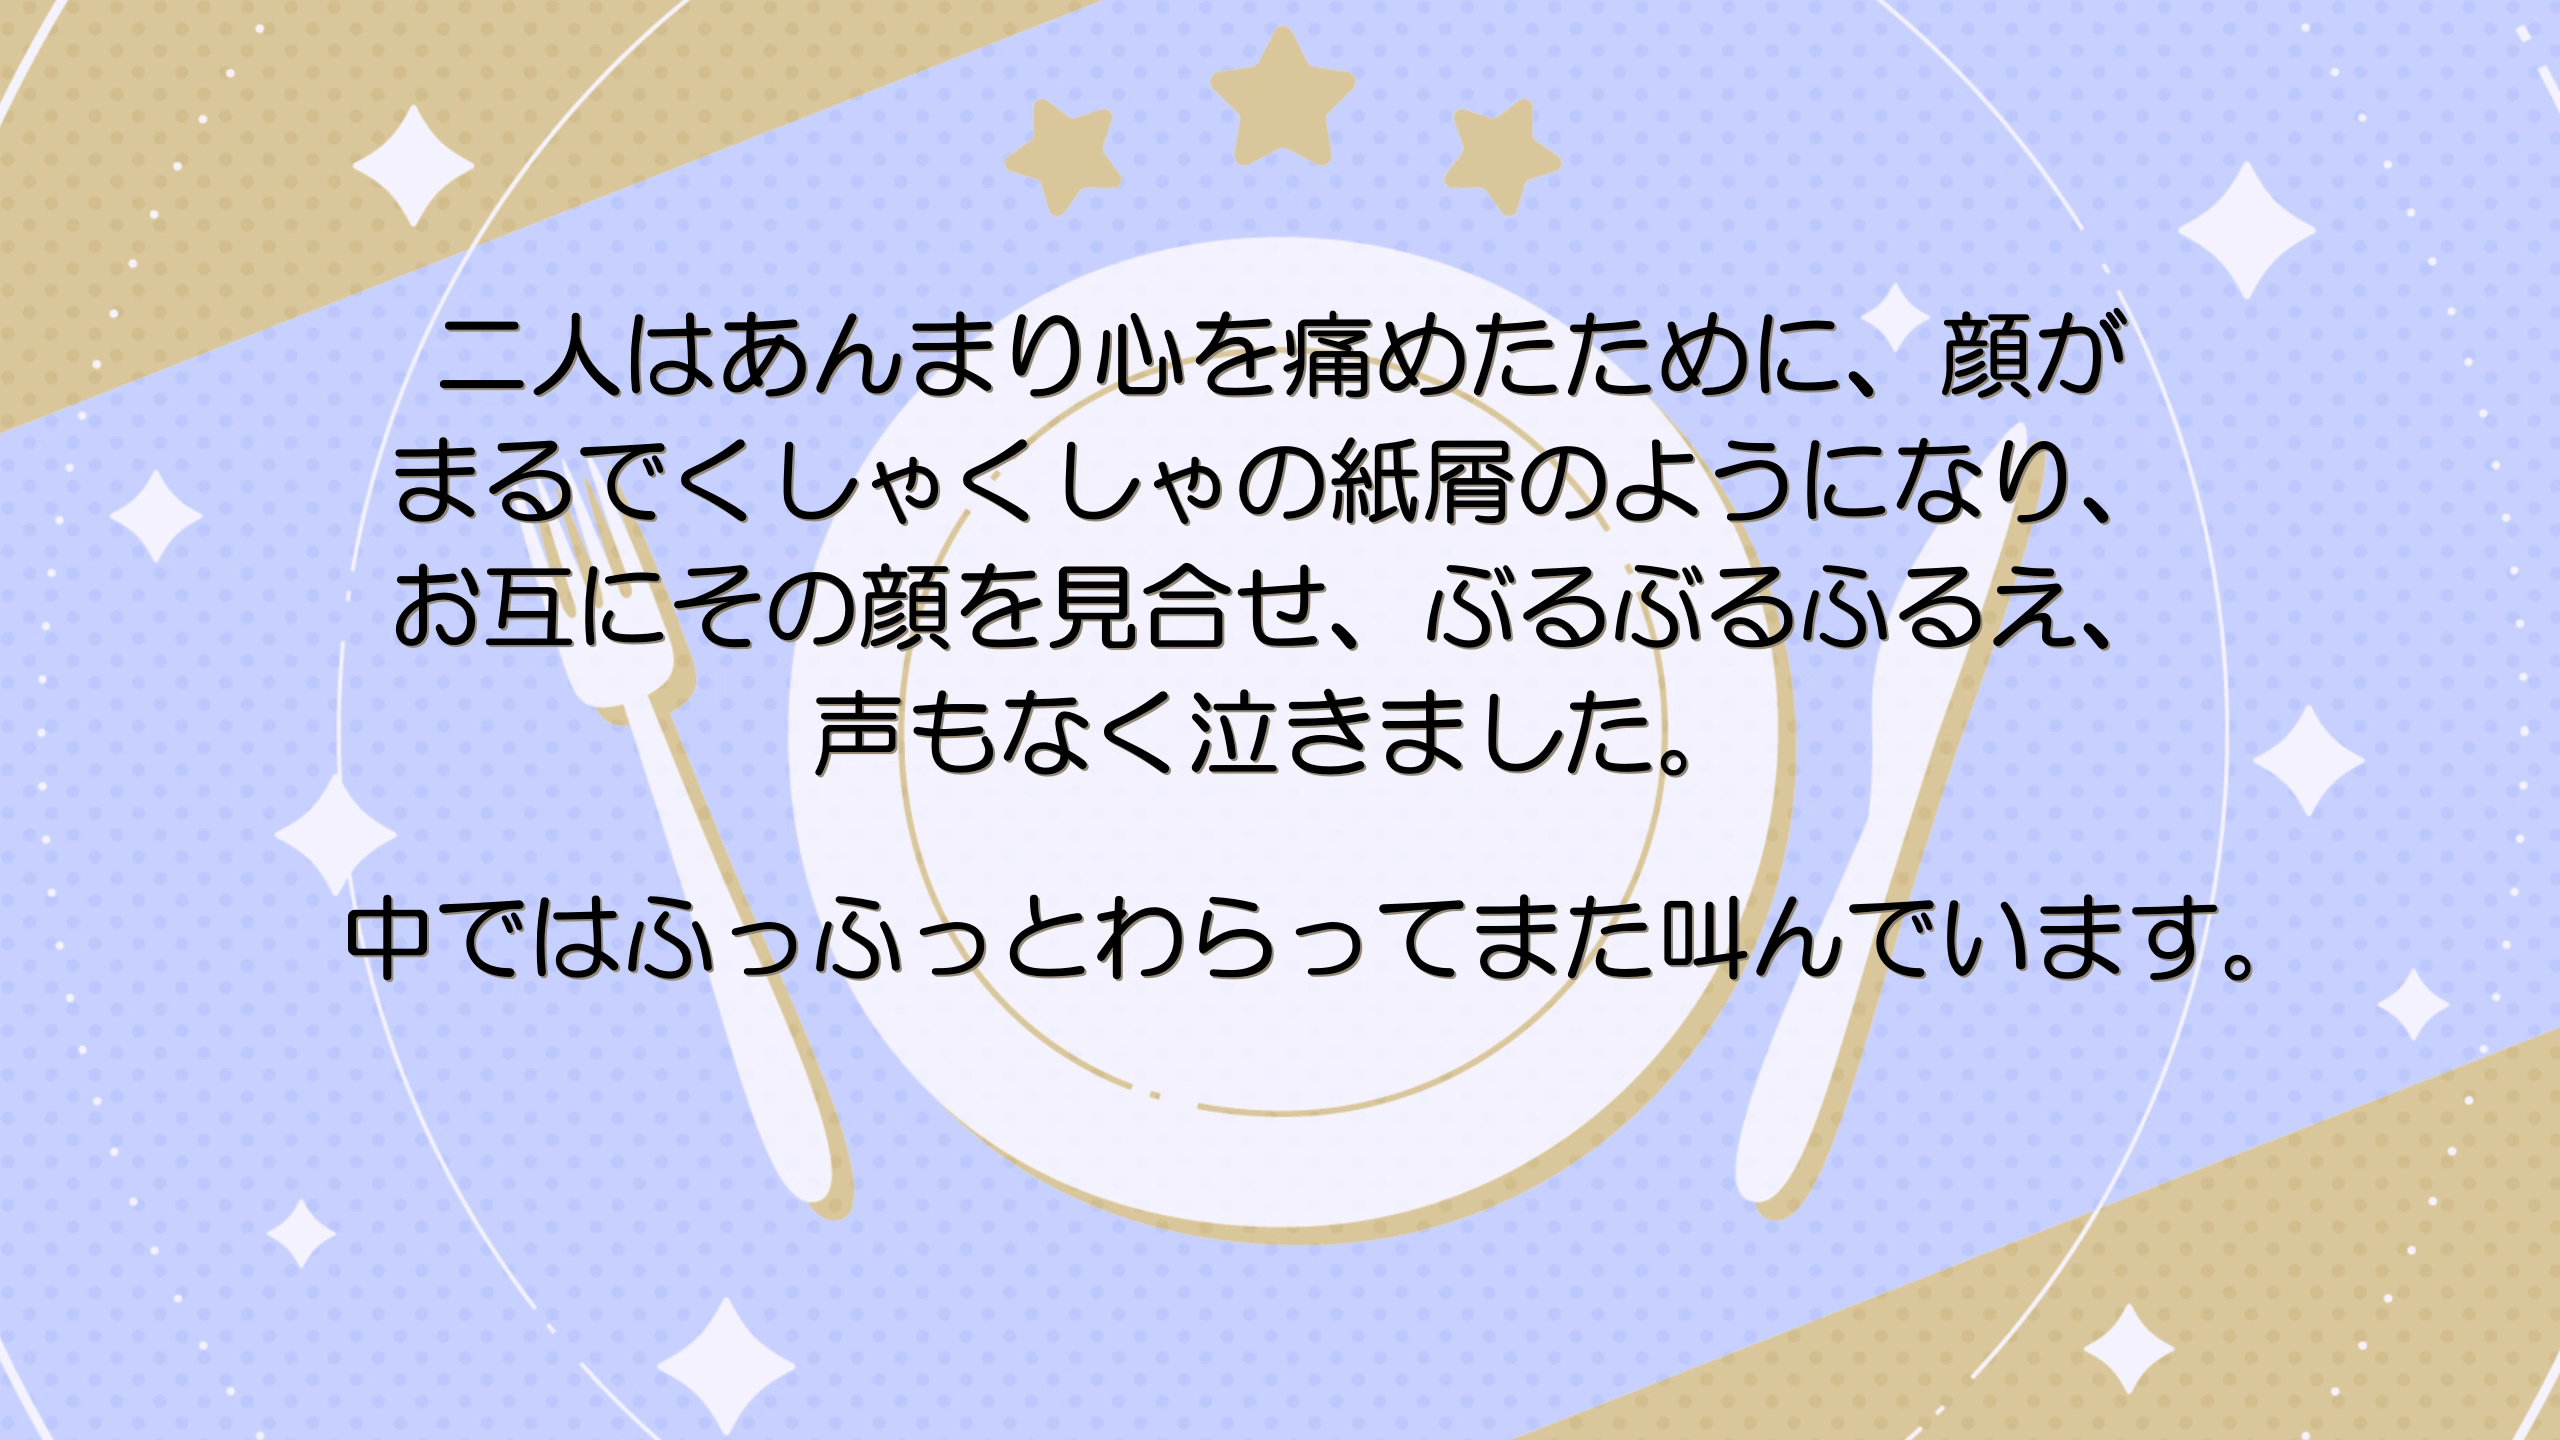 二人はあんまり心を痛めたために、顔が
まるでくしゃくしゃの紙屑のようになり、
お互にその顔を見合せ、ぶるぶるふるえ、
声もなく泣きました。
中ではふっふっとわらってまた叫んでいます。